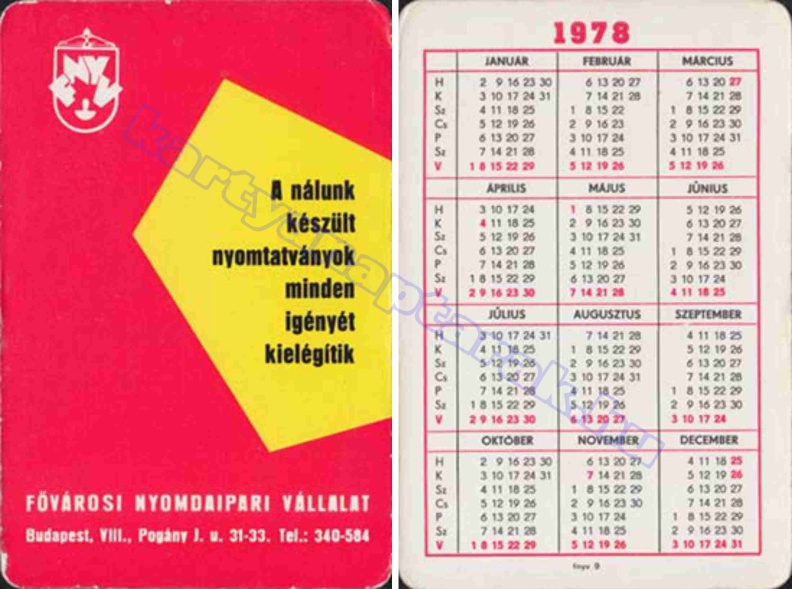 FNYV
A nálunk
készült
nyomtatványok
minden
igényét
kielégítik
FŐVÁROSI NYOMDAIPARI VÁLLALAT
Budapest, VIII., Pogány J. u. 31-33. Tel.: 340-584
kartyanaptarok.hu
1978
JANUÁR FEBRUÁR MÁRCIUS
H 2 9 16 23 30 6 13 20 27 6 13 20 27
K 3 10 17 24 31 7 14 21 28 7 14 21 28
Sz 4 11 18 25 1 8 15 22 1 8 15 22 29
Cs 5 12 19 26 2 9 16 23 2 9 16 23 30
P 6 13 20 27 3 10 17 24 3 10 17 24 31
Sz 7 14 21 28 4 11 18 25 4 11 18 25
V 1 8 15 22 29 5 12 19 26 5 12 19 26
ÁPRILIS MÁJUS JÚNIUS
H 3 10 17 24 1 8 15 22 29 5 12 19 26
K 4 11 18 25 2 9 16 23 30 6 13 20 27
Sz 5 12 19 26 3 10 17 24 31 7 14 21 28
Cs 6 13 20 27 4 11 18 25 1 8 15 22 29
P 7 14 21 28 5 12 19 26 2 9 16 23 30
Sz 1 8 15 22 29 6 13 20 27 3 10 17 24
V 2 9 16 23 30 7 14 21 28 4 11 18 25
JÚLIUS AUGUSZTUS SZEPTEMBER
H 3 10 17 24 31 7 14 21 28 4 11 18 25
K 4 11 18 25 1 8 15 22 29 5 12 19 26
Sz 5 12 19 26 2 9 16 23 30 6 13 20 27
Cs 6 13 20 27 3 10 17 24 31 7 14 21 28
P 7 14 21 28 4 11 18 25 1 8 15 22 29
Sz 1 8 15 22 29 5 12 19 26 2 9 16 23 30
V 2 9 16 23 30 6 13 20 27 3 10 17 24
OKTÓBER NOVEMBER DECEMBER
H 2 9 16 23 30 6 13 20 27 4 11 18 25
K 3 10 17 24 31 7 14 21 28 5 12 19 26
Sz 4 11 18 25 1 8 15 22 29 6 13 20 27
Cs 5 12 19 26 2 9 16 23 30 7 14 21 28
P 6 13 20 27 3 10 17 24 1 8 15 22 29
Sz 7 14 21 28 4 11 18 25 2 9 16 23 30
V 1 8 15 22 29 5 12 19 26 3 10 17 24 31
fnyv 9